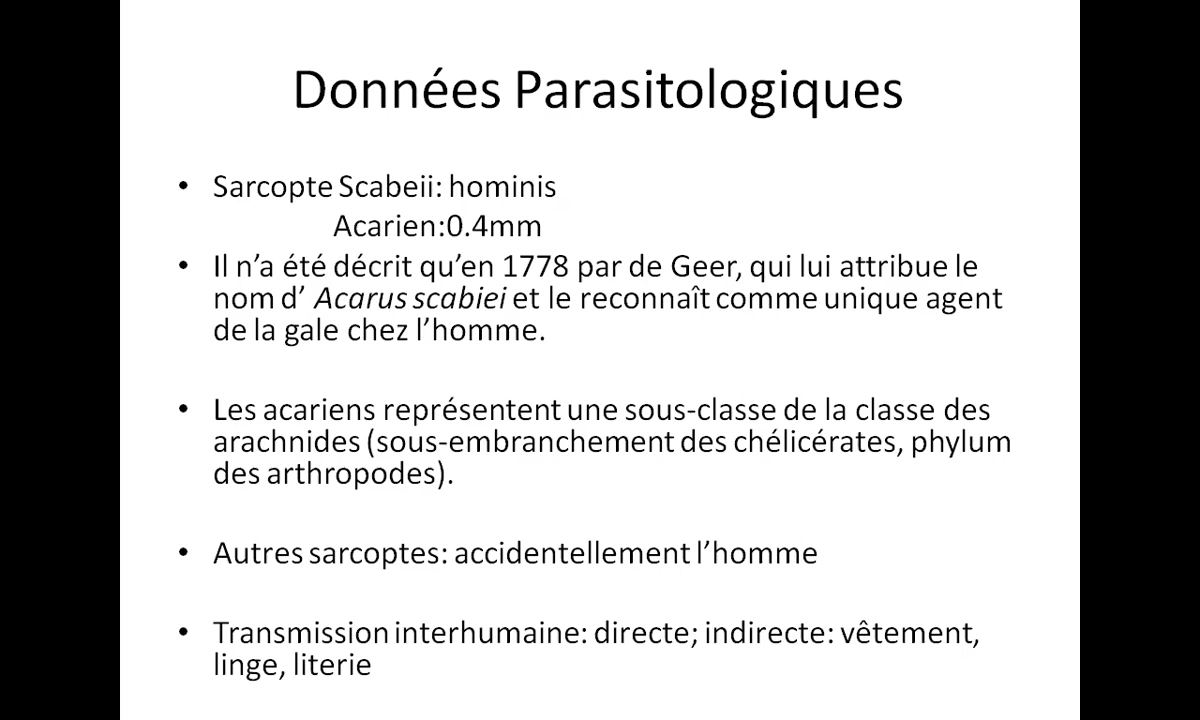 Données Parasitologiques
• Sarcopte Scabeii: hominis
Acarien:0.4mm
• Il n’a été décrit qu’en 1778 par de Geer, qui lui attribue le
nom d’ Acarus scabiei et le reconnaît comme unique agent
de la gale chez l’homme.
• Les acariens représentent une sous-classe de la classe des
arachnides (sous-embranchement des chélicérates, phylum
des arthropodes).
• Autres sarcoptes: accidentellement l’homme
• Transmission interhumaine: directe; indirecte: vêtement,
linge, literie